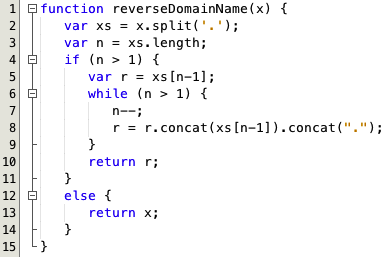 1 function reverseDomainName(x) {
2 var xs = x.split('.');
3 var n = xs.length;
4 if (n > 1) {
5 var r = xs[n-1];
6 while (n > 1) {
7 n--;
8 r = r.concat(xs[n-1]).concat(".");
9 }
10 return r;
11 }
12 else {
13 return x;
14 }
15 }